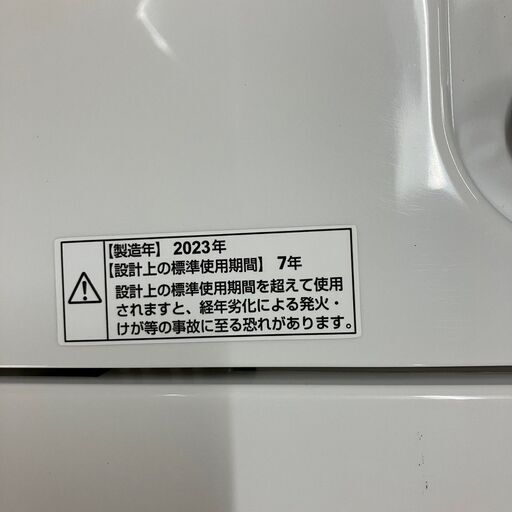 【製造年】 2023年
【設計上の標準使用期間】 7年
設計上の標準使用期間を超えて使用
されますと、経年劣化による発火・
けが等の事故に至る恐れがあります。